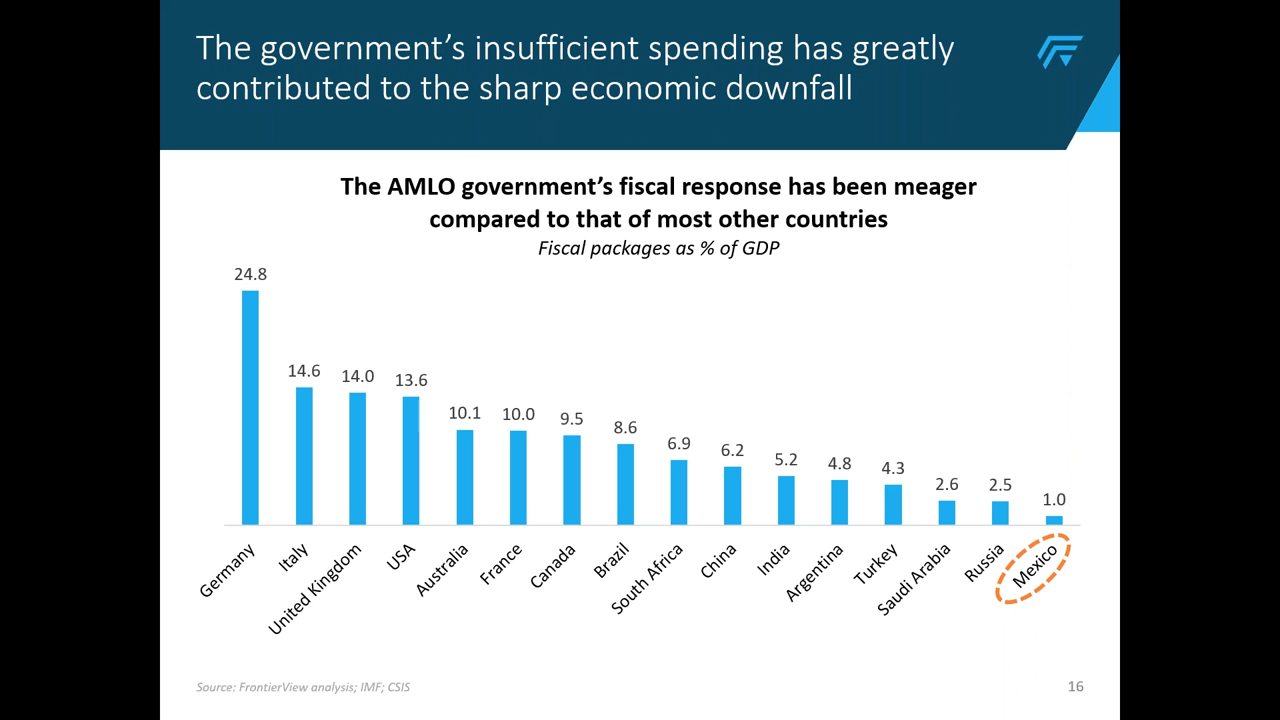 The government’s insufficient spending has greatly
contributed to the sharp economic downfall
The AMLO government’s fiscal response has been meager
compared to that of most other countries
Fiscal packages as % of GDP
24.8
14.6
14.0
13.6
10.1
10.0
9.5
8.6
6.9
6.2
5.2
4.8
4.3
2.6
2.5
1.0
Germany
Italy
United Kingdom
USA
Australia
France
Canada
Brazil
South Africa
China
India
Argentina
Turkey
Saudi Arabia
Russia
Mexico
Source: FrontierView analysis; IMF; CSIS
16